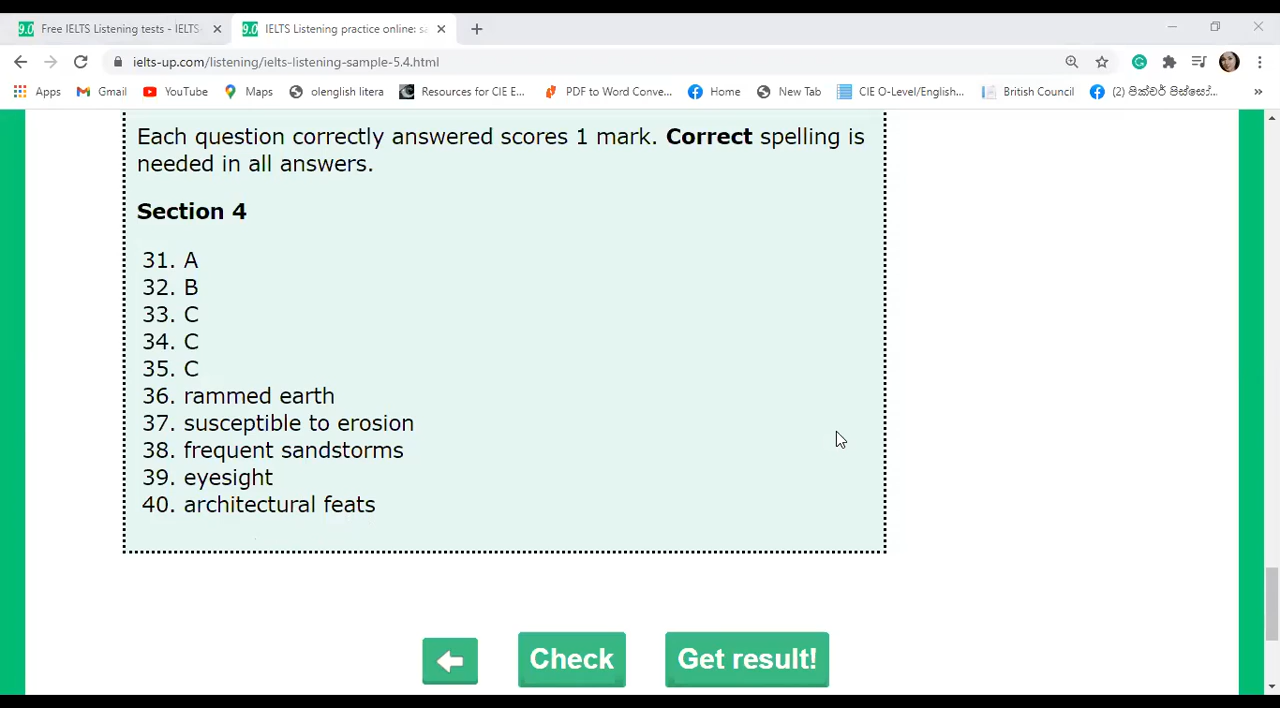 Free IELTS Listening tests - IELTS-
IELTS Listening practice online: sa
ielts-up.com/listening/ielts-listening-sample-5.4.html
Apps Gmail YouTube Maps olenglish litera Resources for CIE E... PDF to Word Conve... Home New Tab CIE O-Level/English... British Council (2) පික්චර් පිස්සෝ...
Each question correctly answered scores 1 mark. Correct spelling is
needed in all answers.
Section 4
31. A
32. B
33. C
34. C
35. C
36. rammed earth
37. susceptible to erosion
38. frequent sandstorms
39. eyesight
40. architectural feats
Check Get result!